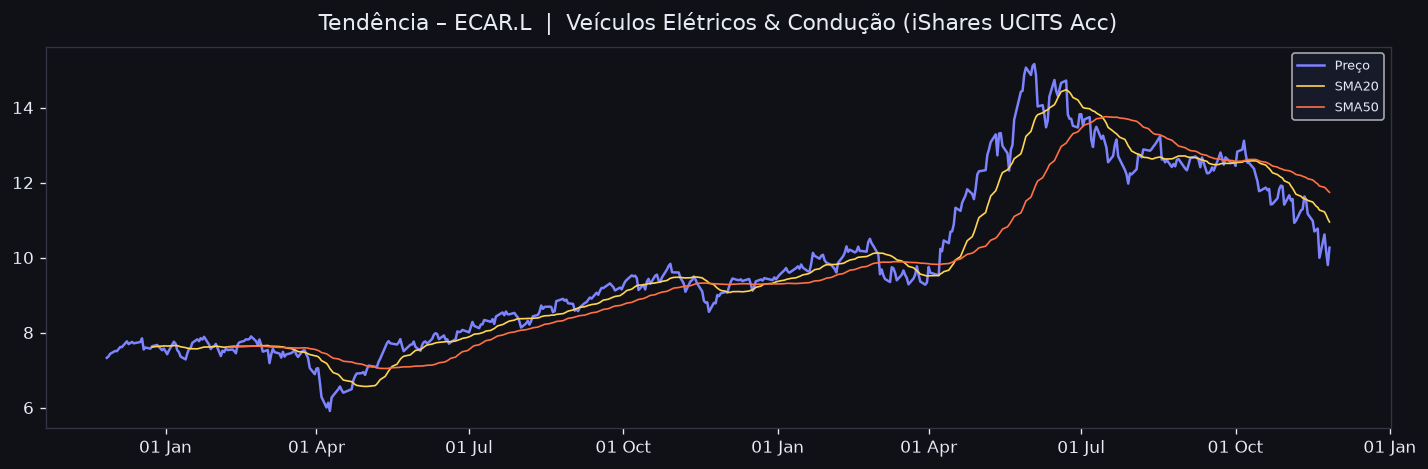 Tendência – ECAR.L | Veículos Elétricos & Condução (iShares UCITS Acc)
Preço
SMA20
SMA50
14
12
10
8
6
01 Jan
01 Apr
01 Jul
01 Oct
01 Jan
01 Apr
01 Jul
01 Oct
01 Jan